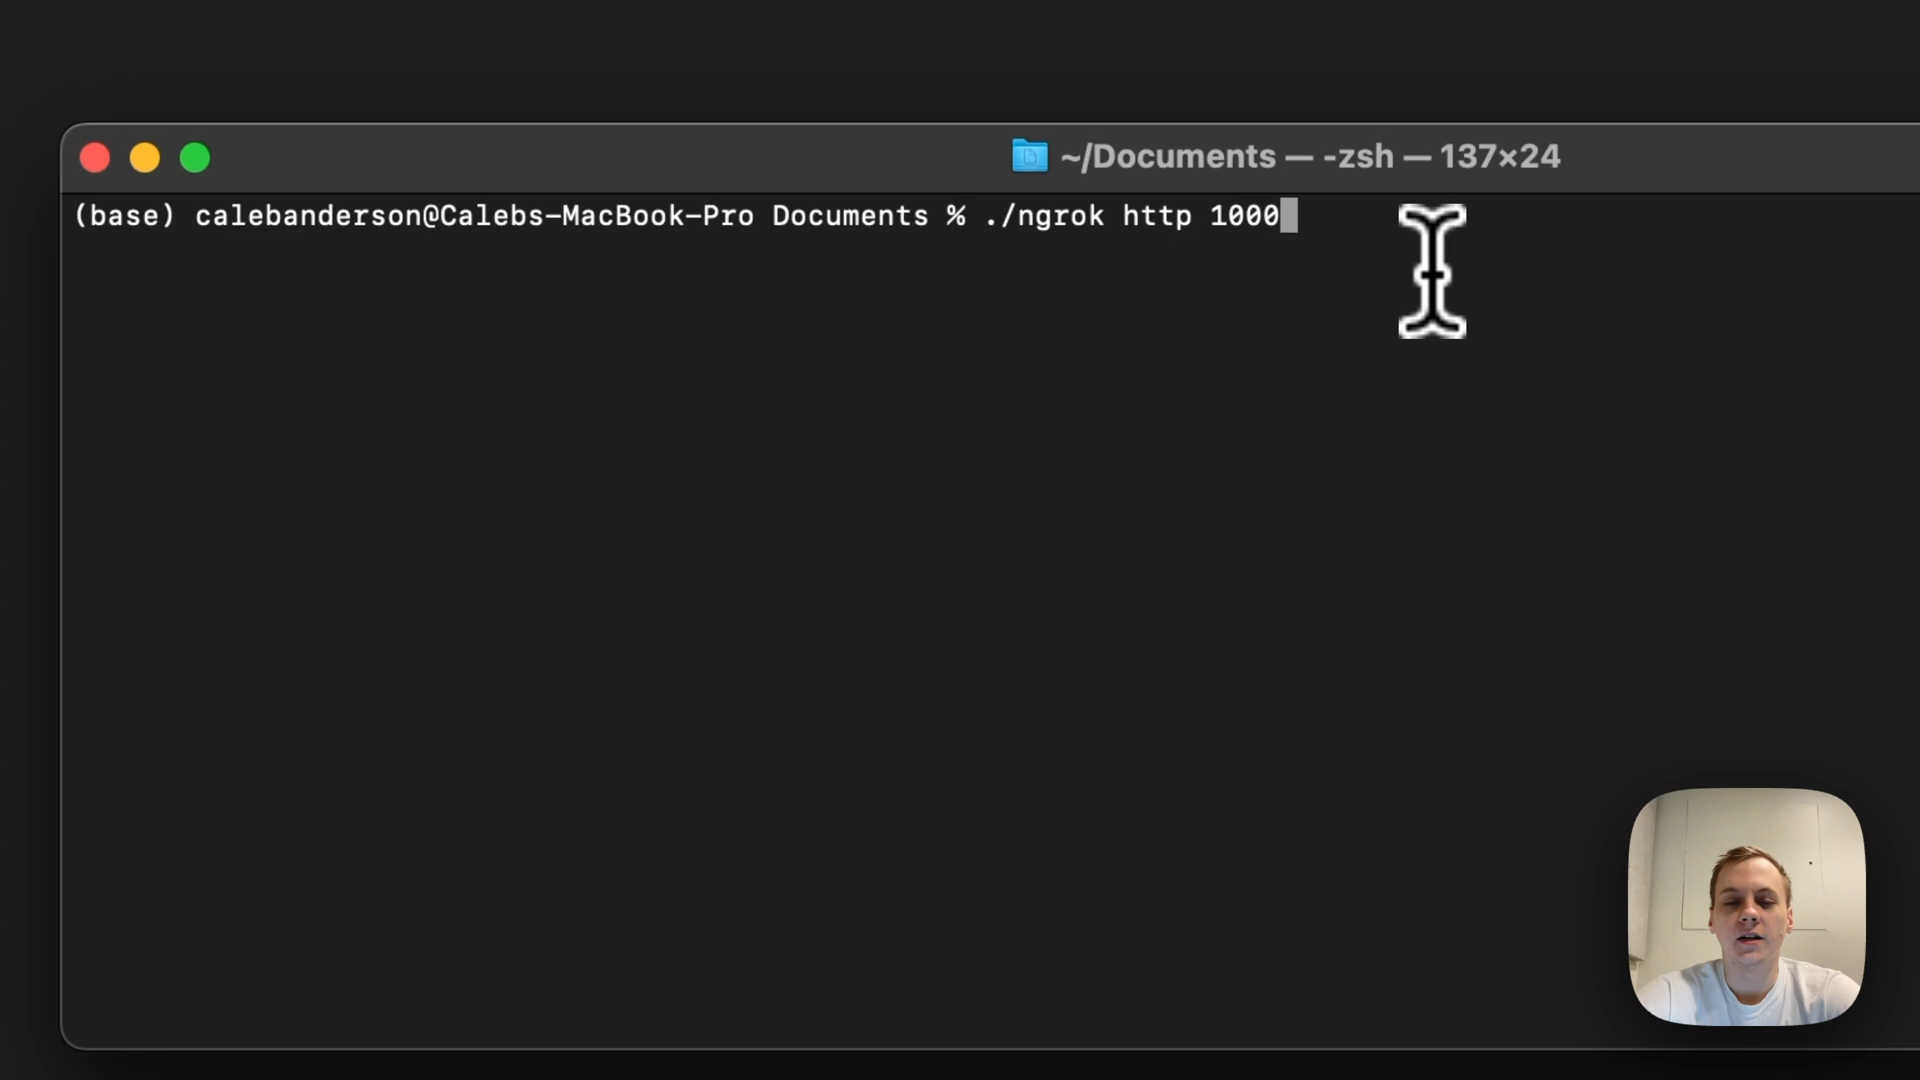 ~/Documents — -zsh — 137×24
(base) calebanderson@Calebs-MacBook-Pro Documents % ./ngrok http 1000